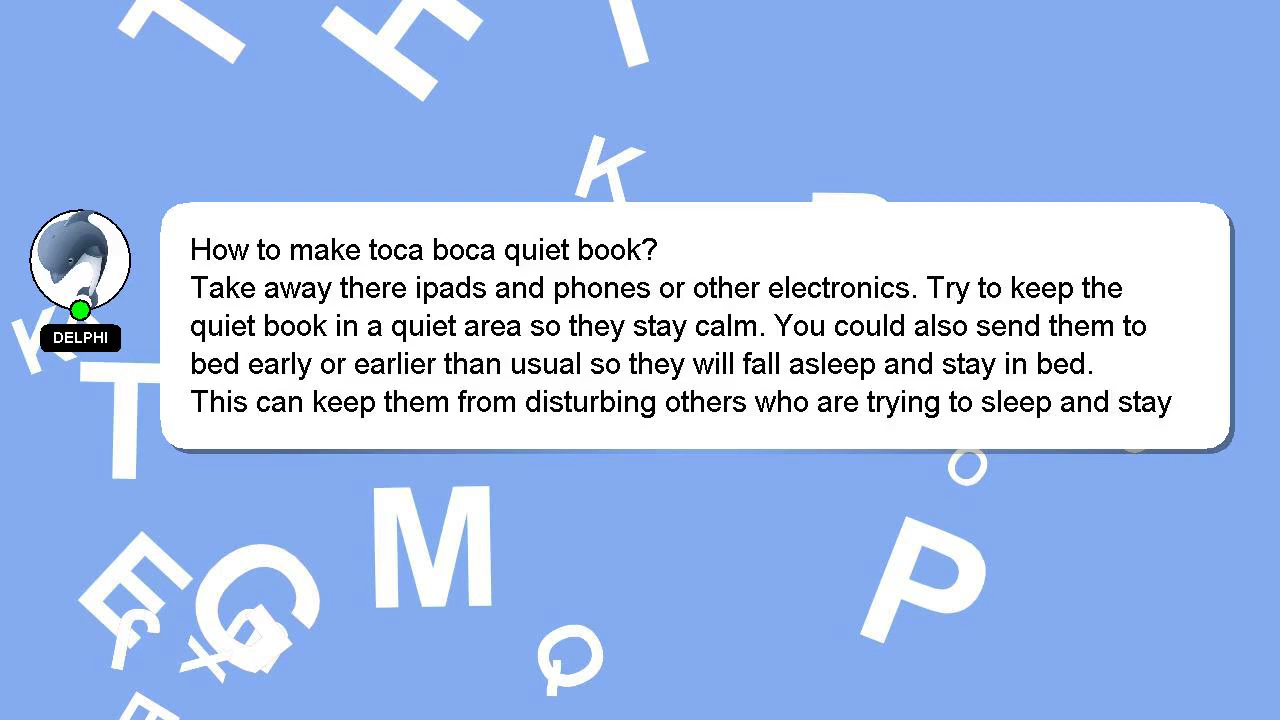 How to make toca boca quiet book?
Take away there ipads and phones or other electronics. Try to keep the
quiet book in a quiet area so they stay calm. You could also send them to
bed early or earlier than usual so they will fall asleep and stay in bed.
This can keep them from disturbing others who are trying to sleep and stay
DELPHI
T
H
K
K
T
M
O
P
E
G
X
Q
E